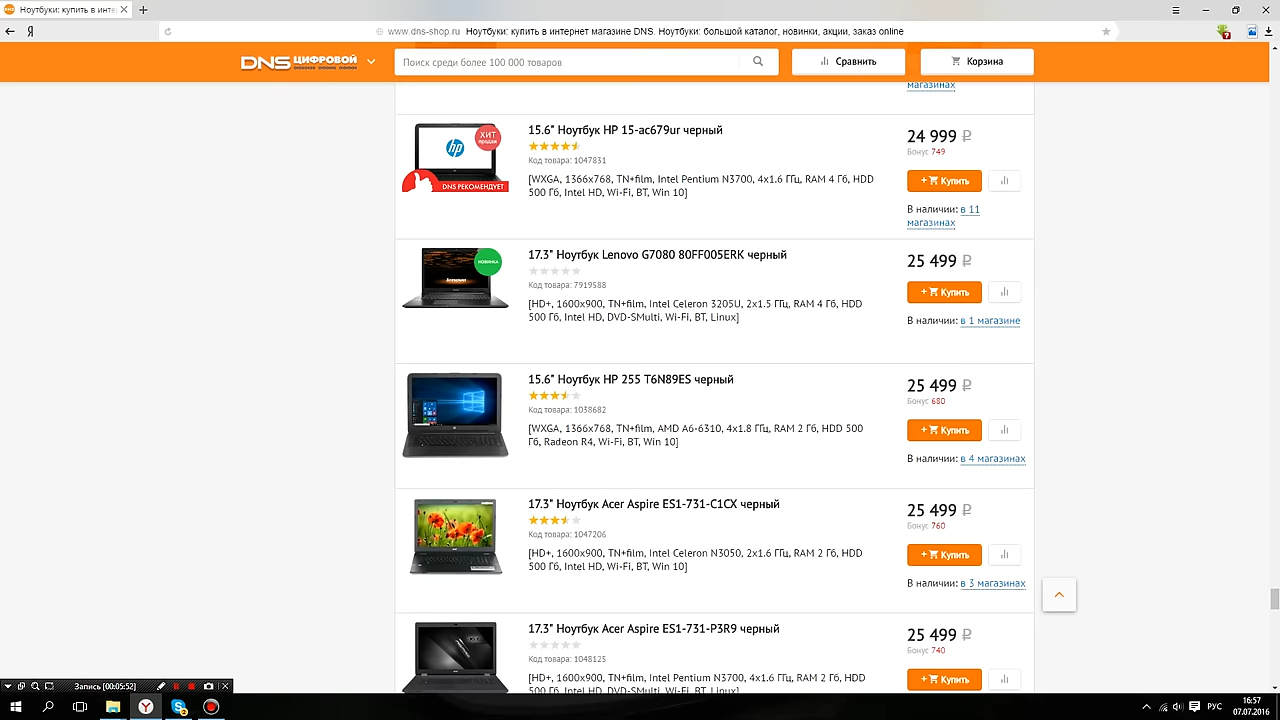 Ноутбуки: купить в инте
www.dns-shop.ru Ноутбуки: купить в интернет магазине DNS. Ноутбуки: большой каталог, новинки, акции, заказ online
DNS ЦИФРОВОЙ
Поиск среди более 100 000 товаров
Сравнить
Корзина
магазинах
15.6" Ноутбук HP 15-ac679ur черный
ХИТ
продаж
hp
DNS РЕКОМЕНДУЕТ
Код товара: 1047831
[WXGA, 1366x768, TN+film, Intel Pentium N3700, 4x1.6 ГГц, RAM 4 Гб, HDD
500 Гб, Intel HD, Wi-Fi, BT, Win 10]
24 999 ₽
Бонус 749
+ Купить
В наличии: в 11
магазинах
17.3" Ноутбук Lenovo G7080 80FF005ERK черный
НОВИНКА
lenovo
Код товара: 7919588
[HD+, 1600x900, TN+film, Intel Celeron 3205U, 2x1.5 ГГц, RAM 4 Гб, HDD
500 Гб, Intel HD, DVD-SMulti, Wi-Fi, BT, Linux]
25 499 ₽
+ Купить
В наличии: в 1 магазине
15.6" Ноутбук HP 255 T6N89ES черный
Код товара: 1038682
[WXGA, 1366x768, TN+film, AMD A6-6310, 4x1.8 ГГц, RAM 2 Гб, HDD 500
Гб, Radeon R4, Wi-Fi, BT, Win 10]
25 499 ₽
Бонус 680
+ Купить
В наличии: в 4 магазинах
17.3" Ноутбук Acer Aspire ES1-731-C1CX черный
Код товара: 1047206
[HD+, 1600x900, TN+film, Intel Celeron N3050, 2x1.6 ГГц, RAM 2 Гб, HDD
500 Гб, Intel HD, Wi-Fi, BT, Win 10]
25 499 ₽
Бонус 760
+ Купить
В наличии: в 3 магазинах
17.3" Ноутбук Acer Aspire ES1-731-P3R9 черный
Код товара: 1048125
[HD+, 1600x900, TN+film, Intel Pentium N3700, 4x1.6 ГГц, RAM 2 Гб, HDD
500 Гб, Intel HD, DVD-SMulti, Wi-Fi, BT, Linux]
25 499 ₽
Бонус 740
+ Купить
(00:05:52)
РУС
16:57
07.07.2016